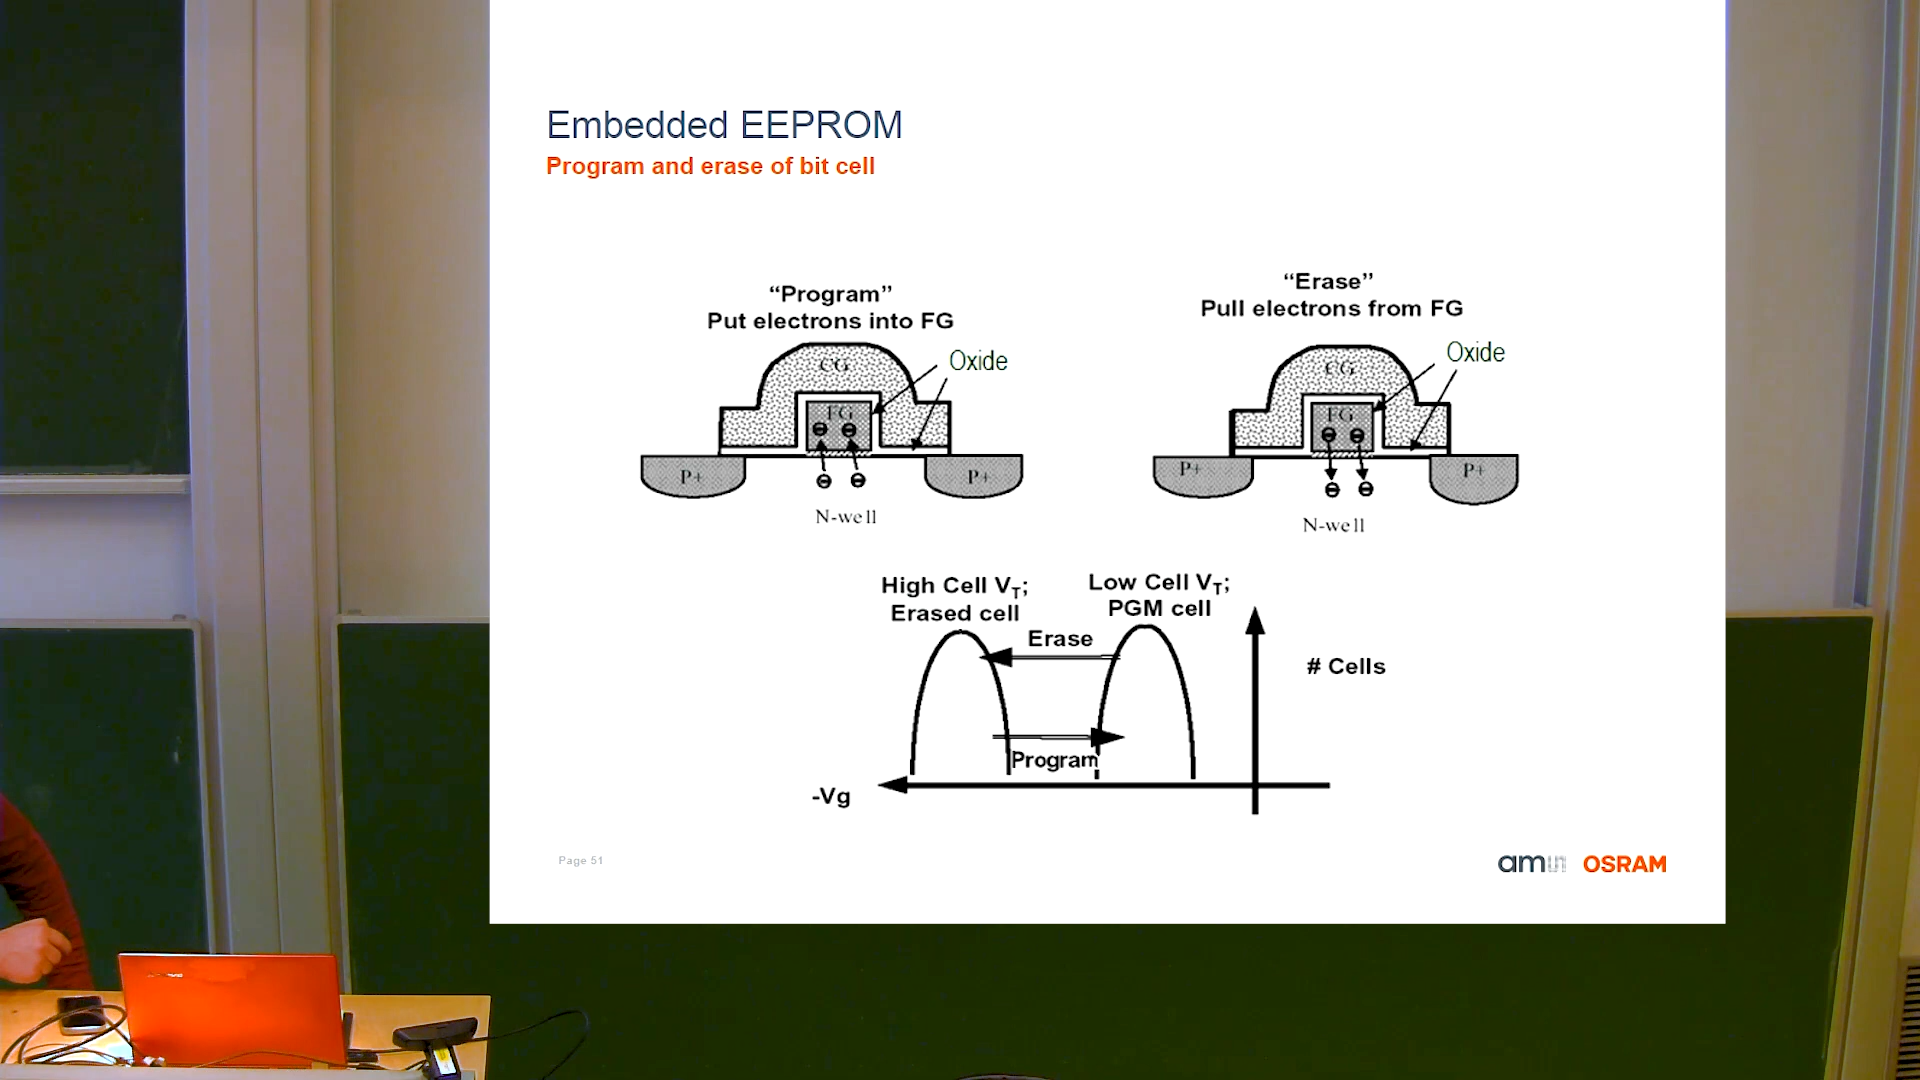 Embedded EEPROM
Program and erase of bit cell
“Program”
Put electrons into FG
CG
Oxide
FG
P+
P+
N-well
“Erase”
Pull electrons from FG
CG
Oxide
FG
P+
P+
N-well
High Cell VT;
Erased cell
Low Cell VT;
PGM cell
Erase
# Cells
Program
-Vg
Page 51
am
OSRAM